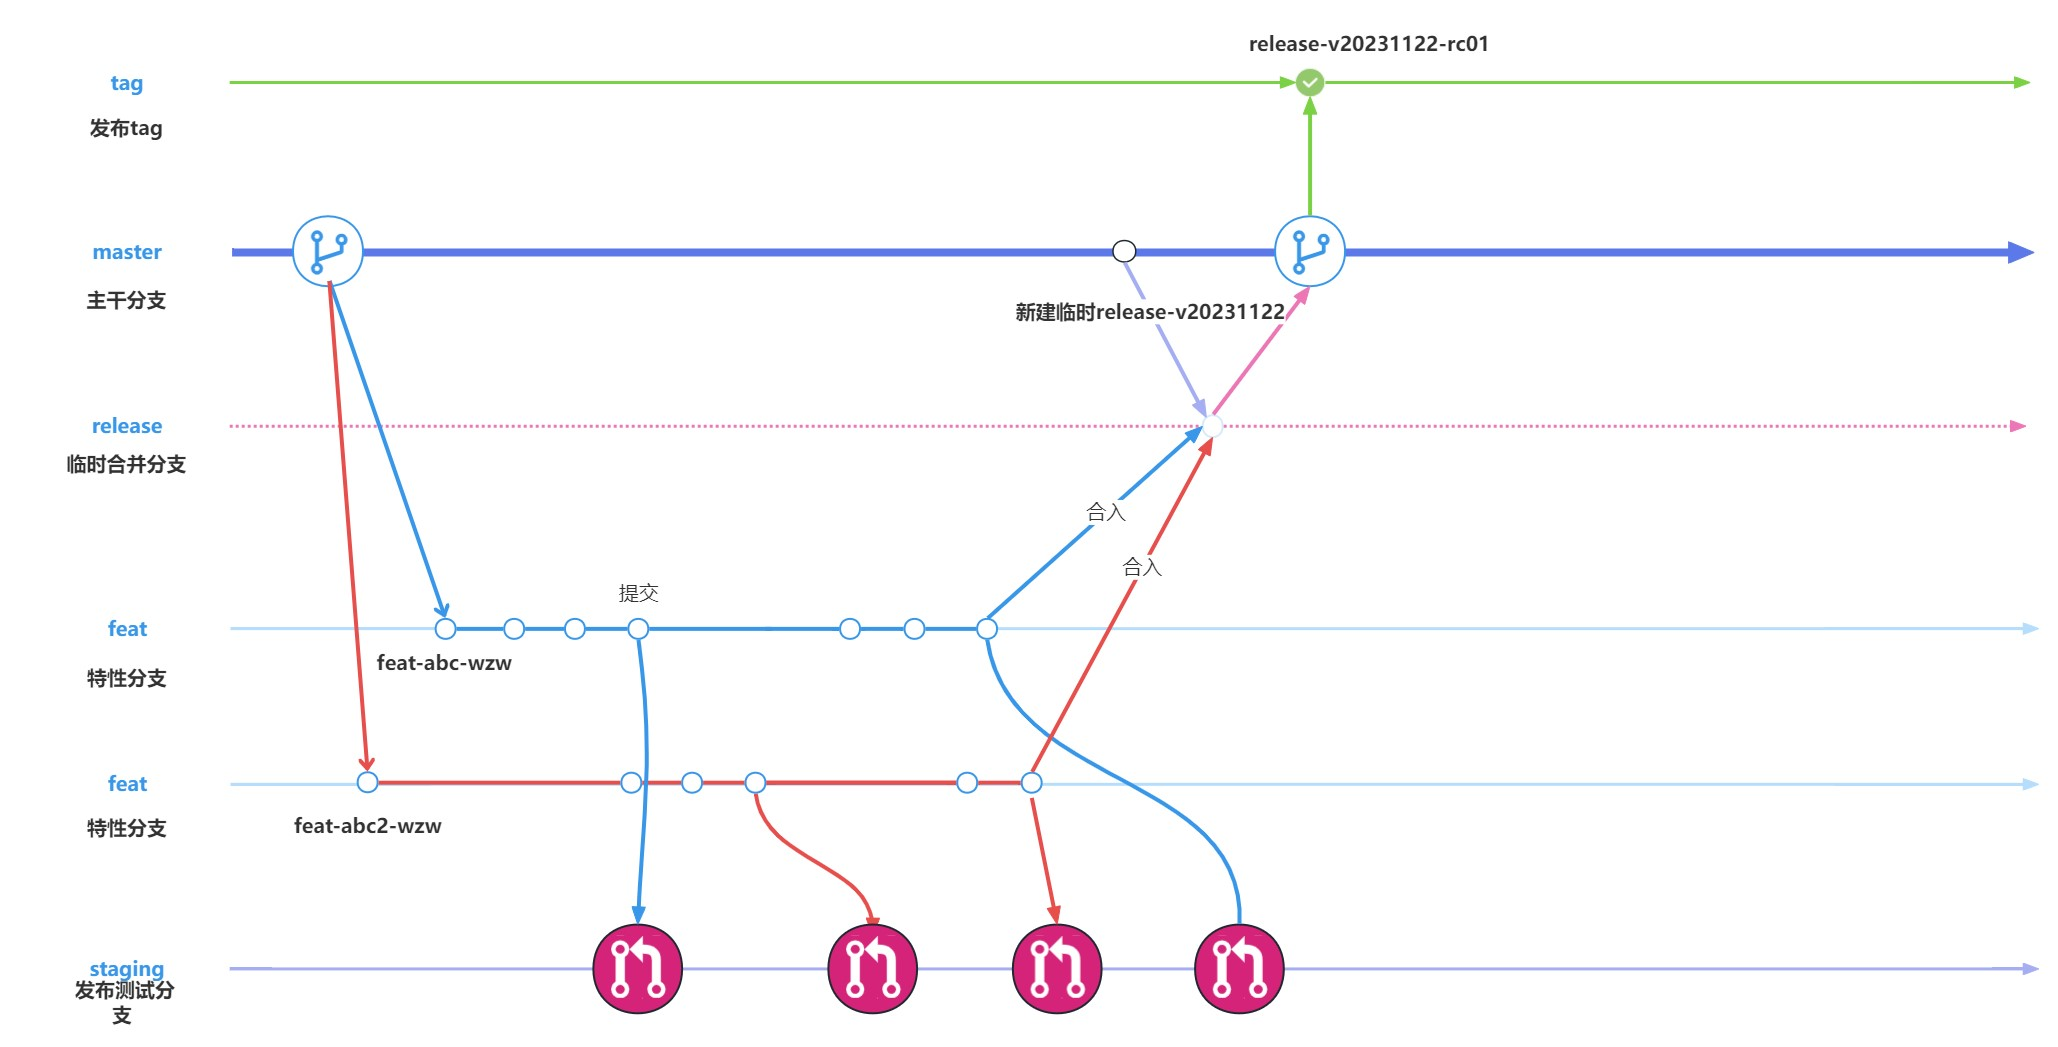 release-v20231122-rc01
tag
发布tag
master
主干分支
新建临时release-v20231122
release
临时合并分支
合入
合入
提交
feat
feat-abc-wzw
特性分支
feat
feat-abc2-wzw
特性分支
staging
发布测试分
支